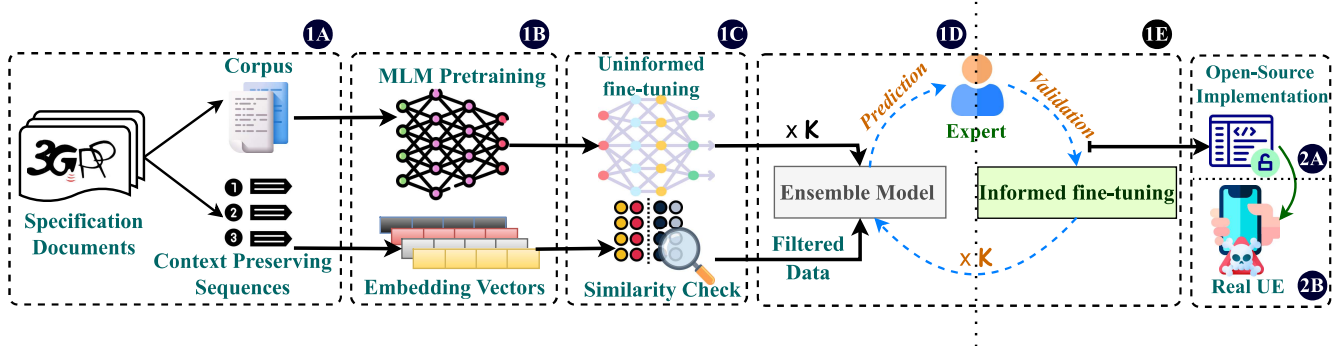 1A
1B
1C
1D
1E
Corpus
MLM Pretraining
Uninformed
fine-tuning
Prediction
Validation
Expert
Open-Source
Implementation
3G
1
2
3
Specification
Documents
Context Preserving
Sequences
Embedding Vectors
Similarity Check
x K
Ensemble Model
Informed fine-tuning
Filtered
Data
x K
</>
2A
Real UE
2B